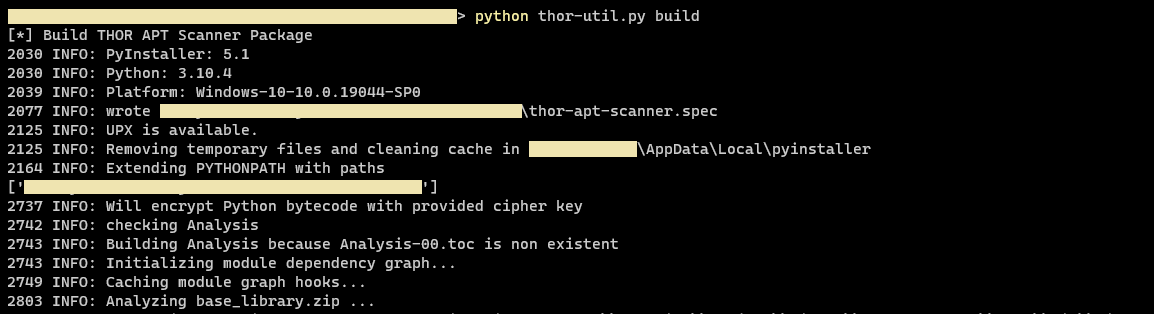 > python thor-util.py build
[*] Build THOR APT Scanner Package
2030 INFO: PyInstaller: 5.1
2030 INFO: Python: 3.10.4
2039 INFO: Platform: Windows-10-10.0.19044-SP0
2077 INFO: wrote \thor-apt-scanner.spec
2125 INFO: UPX is available.
2125 INFO: Removing temporary files and cleaning cache in \AppData\Local\pyinstaller
2164 INFO: Extending PYTHONPATH with paths
['']
2737 INFO: Will encrypt Python bytecode with provided cipher key
2742 INFO: checking Analysis
2743 INFO: Building Analysis because Analysis-00.toc is non existent
2743 INFO: Initializing module dependency graph...
2749 INFO: Caching module graph hooks...
2803 INFO: Analyzing base_library.zip ...